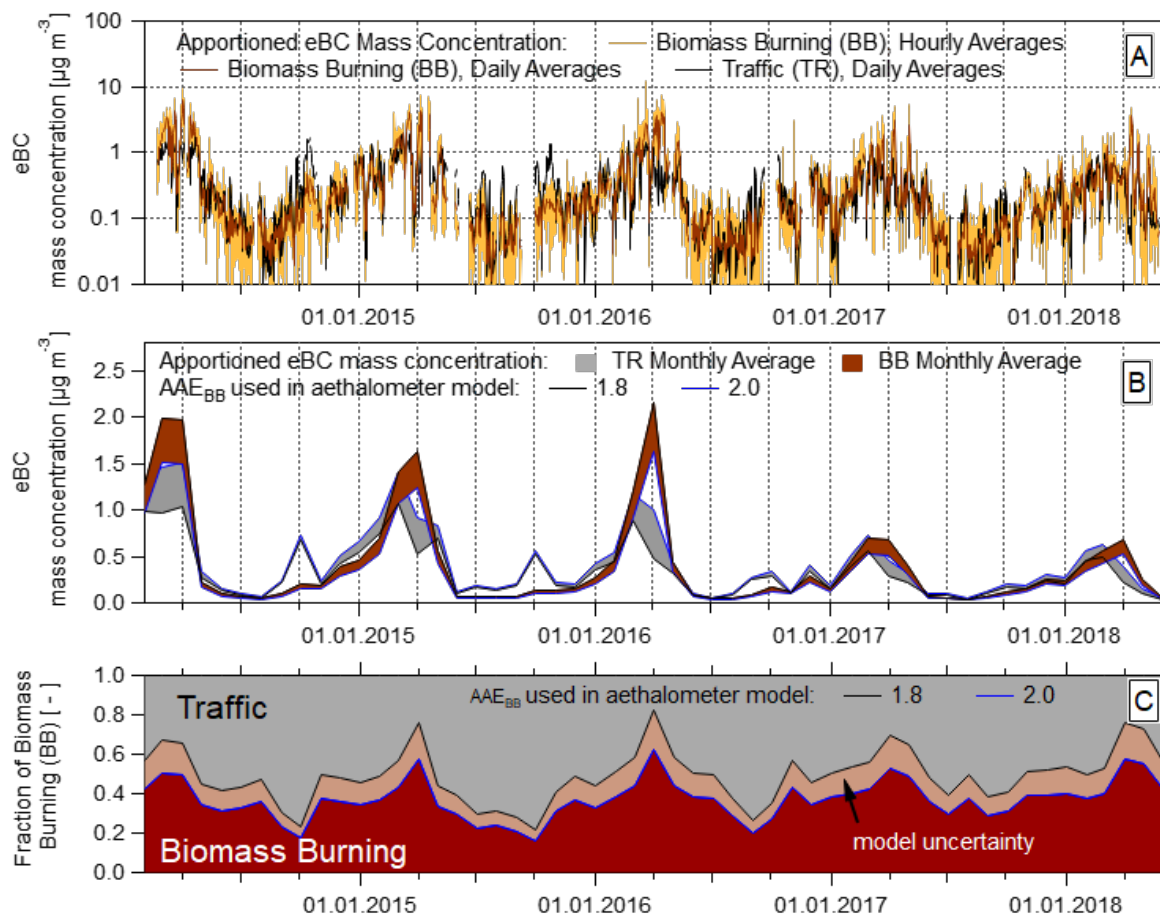 100
10
1
0.1
0.01
eBC
mass concentration [µg m-3]
Apportioned eBC Mass Concentration: Biomass Burning (BB), Hourly Averages
Biomass Burning (BB), Daily Averages Traffic (TR), Daily Averages
A
01.01.2015 01.01.2016 01.01.2017 01.01.2018
2.5
2.0
1.5
1.0
0.5
0.0
eBC
mass concentration [µg m-3]
Apportioned eBC mass concentration: TR Monthly Average BB Monthly Average
AAEBB used in aethalometer model: 1.8 2.0
B
01.01.2015 01.01.2016 01.01.2017 01.01.2018
1.0
0.8
0.6
0.4
0.2
0.0
Fraction of Biomass
Burning (BB) [ - ]
AAEBB used in aethalometer model: 1.8 2.0
C
Traffic
model uncertainty
Biomass Burning
01.01.2015 01.01.2016 01.01.2017 01.01.2018